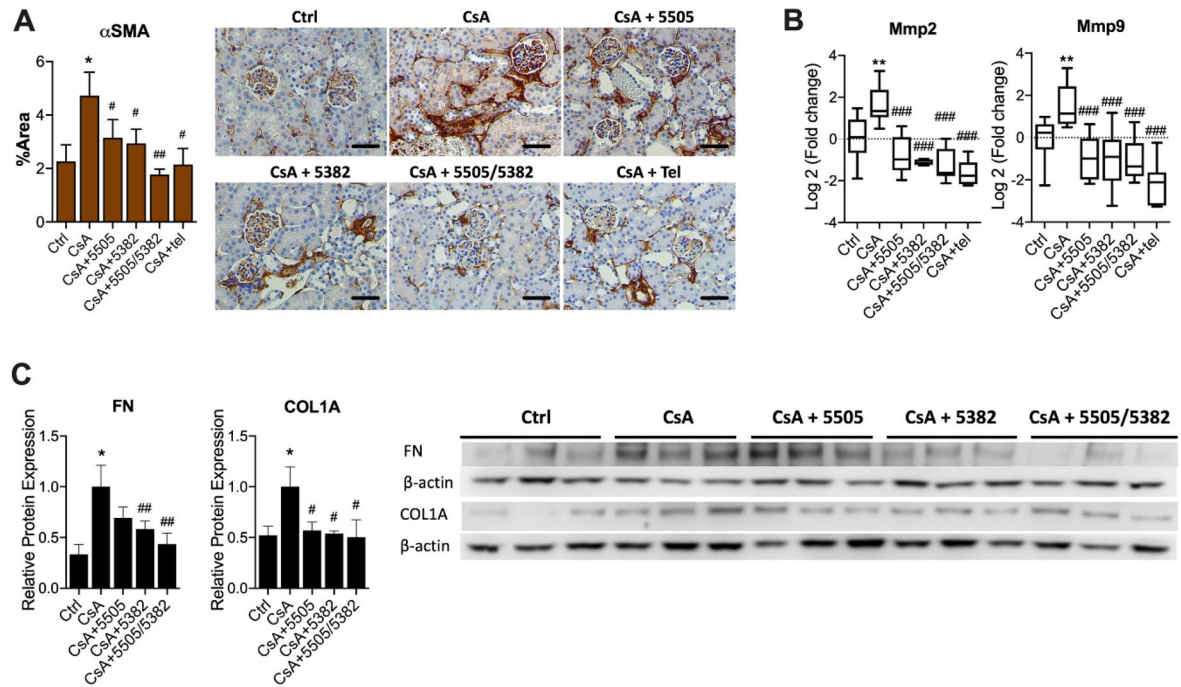 A
αSMA
%Area
6
4
2
0
*
#
#
##
#
Ctrl
CsA
CsA+5505
CsA+5382
CsA+5505/5382
CsA+tel
Ctrl
CsA
CsA + 5505
CsA + 5382
CsA + 5505/5382
CsA + Tel
B
Mmp2
Log 2 (Fold change)
4
2
0
-2
-4
**
###
###
###
###
Ctrl
CsA
CsA+5505
CsA+5382
CsA+5505/5382
CsA+tel
Mmp9
Log 2 (Fold change)
4
2
0
-2
-4
**
###
###
###
###
Ctrl
CsA
CsA+5505
CsA+5382
CsA+5505/5382
CsA+tel
C
FN
Relative Protein Expression
1.5
1.0
0.5
0.0
*
##
##
Ctrl
CsA
CsA+5505
CsA+5382
CsA+5505/5382
COL1A
Relative Protein Expression
1.5
1.0
0.5
0.0
*
#
#
#
Ctrl
CsA
CsA+5505
CsA+5382
CsA+5505/5382
Ctrl
CsA
CsA + 5505
CsA + 5382
CsA + 5505/5382
FN
β-actin
COL1A
β-actin